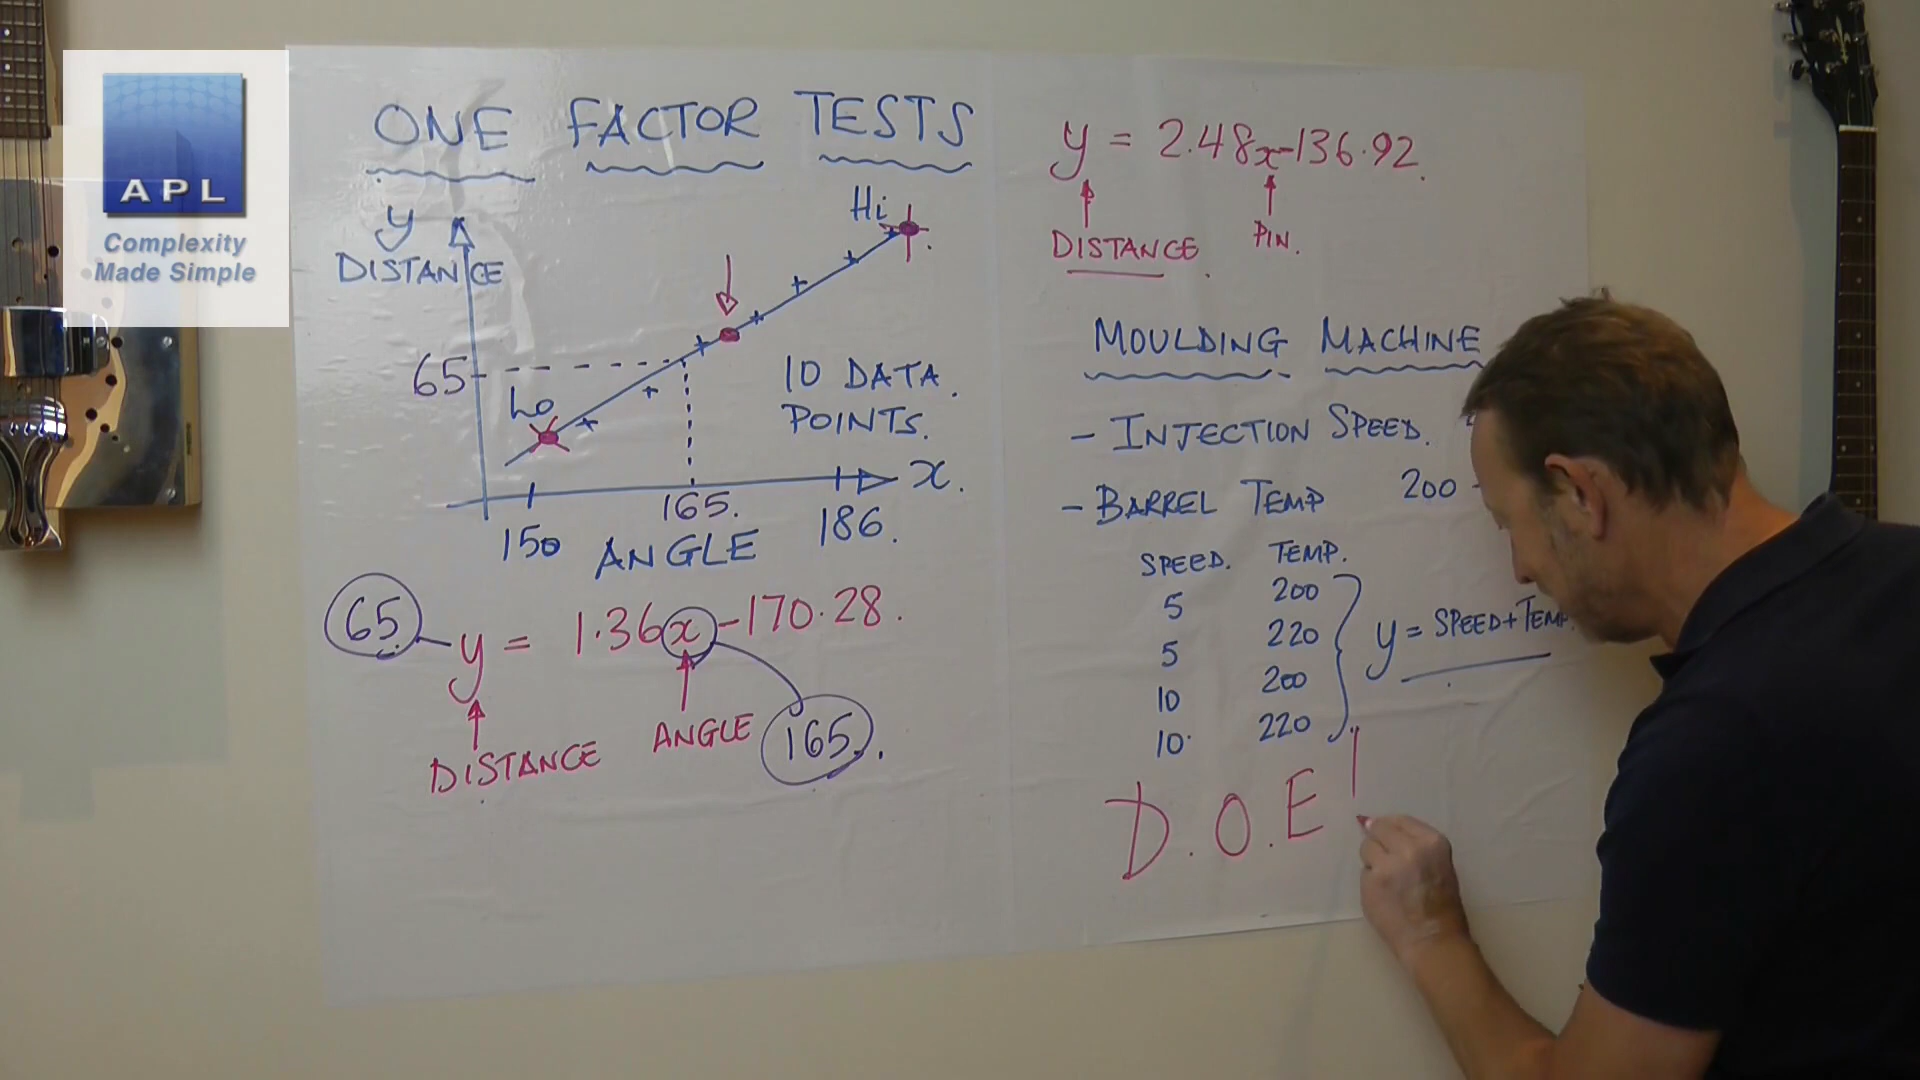 APL
Complexity
Made Simple
ONE FACTOR TESTS
y
DISTANCE
Hi
65
Lo
10 DATA
POINTS.
x.
150
165.
186.
ANGLE
65
y = 1.36x-170.28.
DISTANCE
ANGLE
165.
y = 2.48x-136.92.
DISTANCE.
PIN.
MOULDING MACHINE
- INJECTION SPEED.
- BARREL TEMP 200 -
SPEED. TEMP.
5 200
5 220
10 200
10 220
y = SPEED+TEMP.
D.O.E